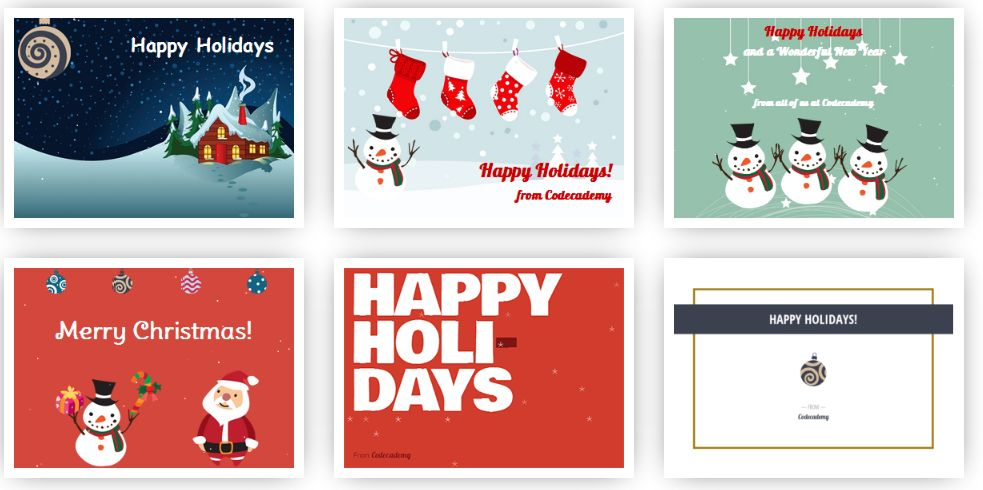 Happy Holidays
Happy Holidays!
from Codecademy
Happy Holidays
and a Wonderful New Year
from all of us at Codecademy
Merry Christmas!
HAPPY
HOLI-
DAYS
From Codecademy
HAPPY HOLIDAYS!
— FROM —
Codecademy